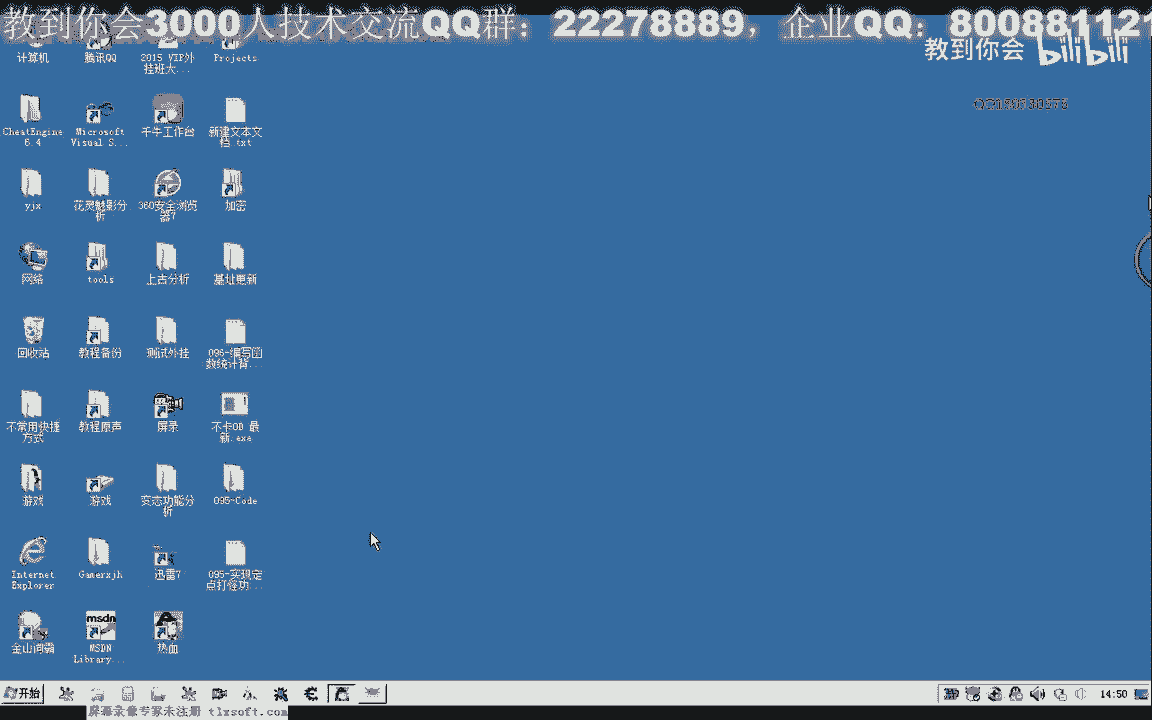 教到你会3000人技术交流QQ群：22278889，企业QQ：800881121
教到你会 bilibili
计算机
腾讯QQ
2015 VIP外挂班大...
Projects
CheatEngine 6.4
Microsoft Visual S...
千牛工作台
新建文本文档.txt
yjx
花灵魅影分析
360安全浏览器7
加密
网络
tools
上古分析
基址更新
回收站
教程备份
测试外挂
096-编写函数统计背...
不常用快捷方式
教程原声
屏录
不卡OD 最新.exe
游戏
游戏
变态功能分析
095-Code
Internet Explorer
Gamerxjh
迅雷7
095-实现定点打怪功...
金山词霸
MSDN Library...
热血
msdn
开始
14:50
屏幕录像专家未注册 tlxsoft.com